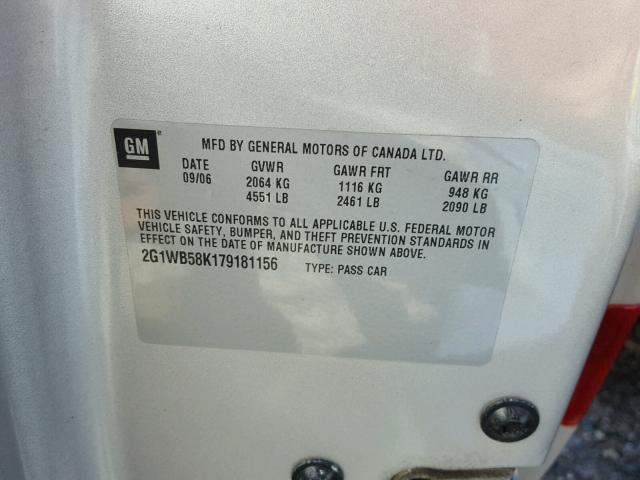 GM MFD BY GENERAL MOTORS OF CANADA LTD.
DATE GVWR GAWR FRT GAWR RR
09/06 2064 KG 1116 KG 948 KG
4551 LB 2461 LB 2090 LB
THIS VEHICLE CONFORMS TO ALL APPLICABLE U.S. FEDERAL MOTOR
VEHICLE SAFETY, BUMPER, AND THEFT PREVENTION STANDARDS IN
EFFECT ON THE DATE OF MANUFACTURE SHOWN ABOVE.
2G1WB58K179181156 TYPE: PASS CAR